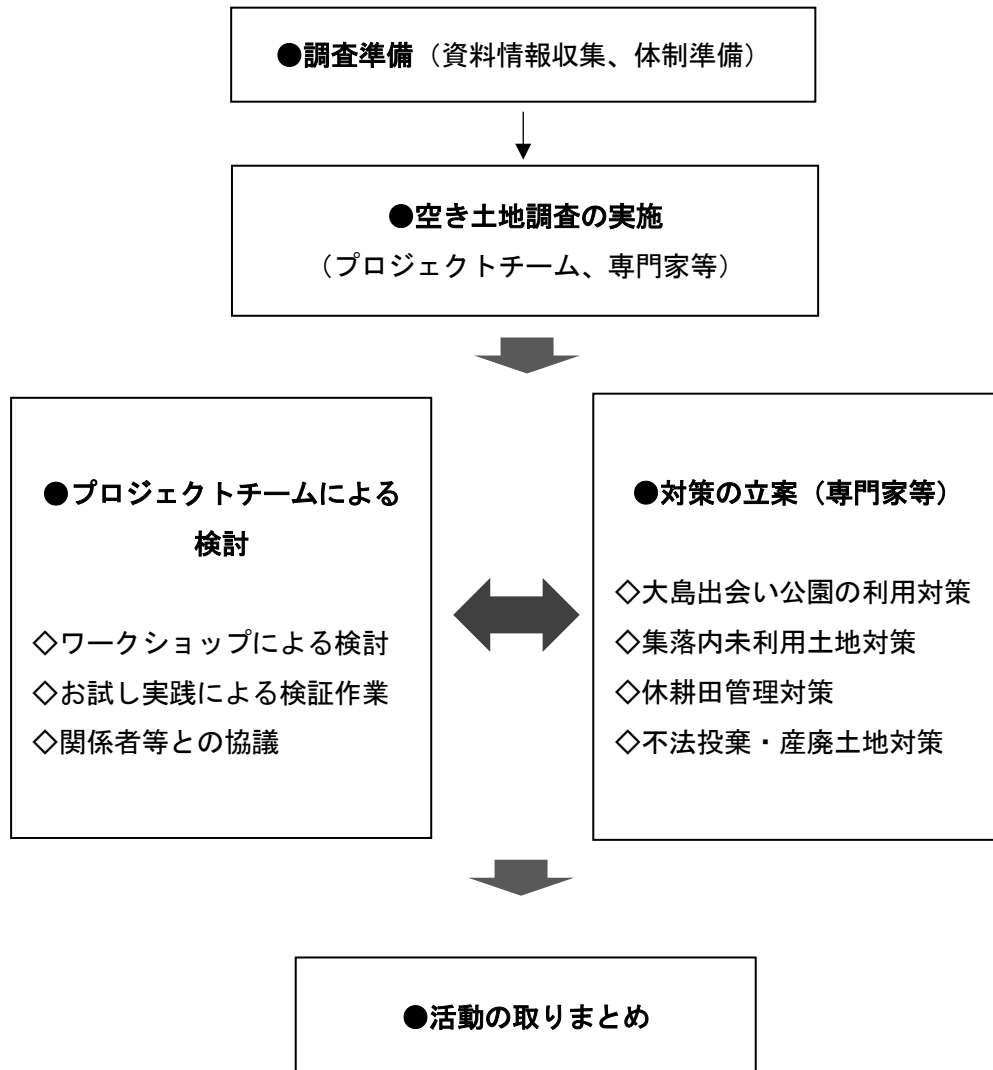 ●調査準備（資料情報収集、体制準備）
●空き土地調査の実施
（プロジェクトチーム、専門家等）
●プロジェクトチームによる
検討
◇ワークショップによる検討
◇お試し実践による検証作業
◇関係者等との協議
●対策の立案（専門家等）
◇大島出会い公園の利用対策
◇集落内未利用土地対策
◇休耕田管理対策
◇不法投棄・産廃土地対策
●活動の取りまとめ